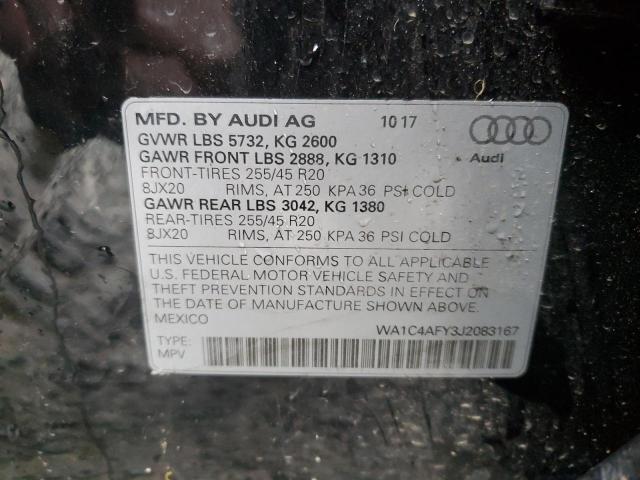 MFD. BY AUDI AG 10 17
GVWR LBS 5732, KG 2600
GAWR FRONT LBS 2888, KG 1310
Audi
FRONT-TIRES 255/45 R20
8JX20 RIMS, AT 250 KPA 36 PSI COLD
GAWR REAR LBS 3042, KG 1380
REAR-TIRES 255/45 R20
8JX20 RIMS, AT 250 KPA 36 PSI COLD
THIS VEHICLE CONFORMS TO ALL APPLICABLE
U.S. FEDERAL MOTOR VEHICLE SAFETY AND
THEFT PREVENTION STANDARDS IN EFFECT ON
THE DATE OF MANUFACTURE SHOWN ABOVE.
MEXICO
WA1C4AFY3J2083167
TYPE:
MPV